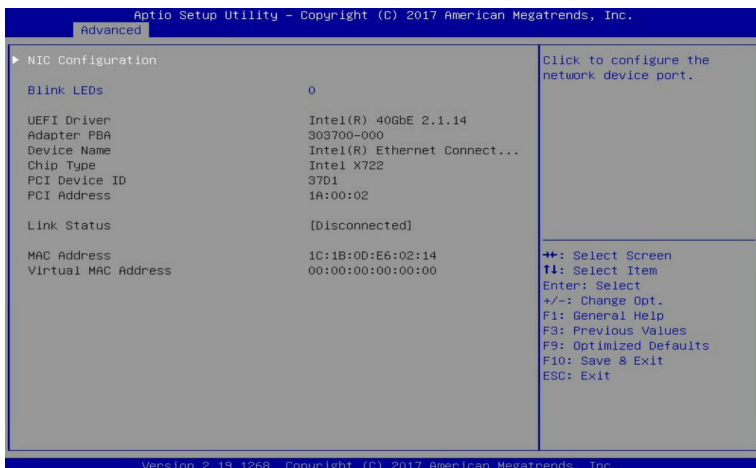 Aptio Setup Utility – Copyright (C) 2017 American Megatrends, Inc.
Advanced
▶ NIC Configuration
Blink LEDs 0
UEFI Driver Intel(R) 40GbE 2.1.14
Adapter PBA 303700-000
Device Name Intel(R) Ethernet Connect...
Chip Type Intel X722
PCI Device ID 37D1
PCI Address 1A:00:02
Link Status [Disconnected]
MAC Address 1C:1B:0D:E6:02:14
Virtual MAC Address 00:00:00:00:00:00
Click to configure the
network device port.
→←: Select Screen
↑↓: Select Item
Enter: Select
+/-: Change Opt.
F1: General Help
F3: Previous Values
F9: Optimized Defaults
F10: Save & Exit
ESC: Exit
Version 2.19.1268. Copyright (C) 2017 American Megatrends, Inc.